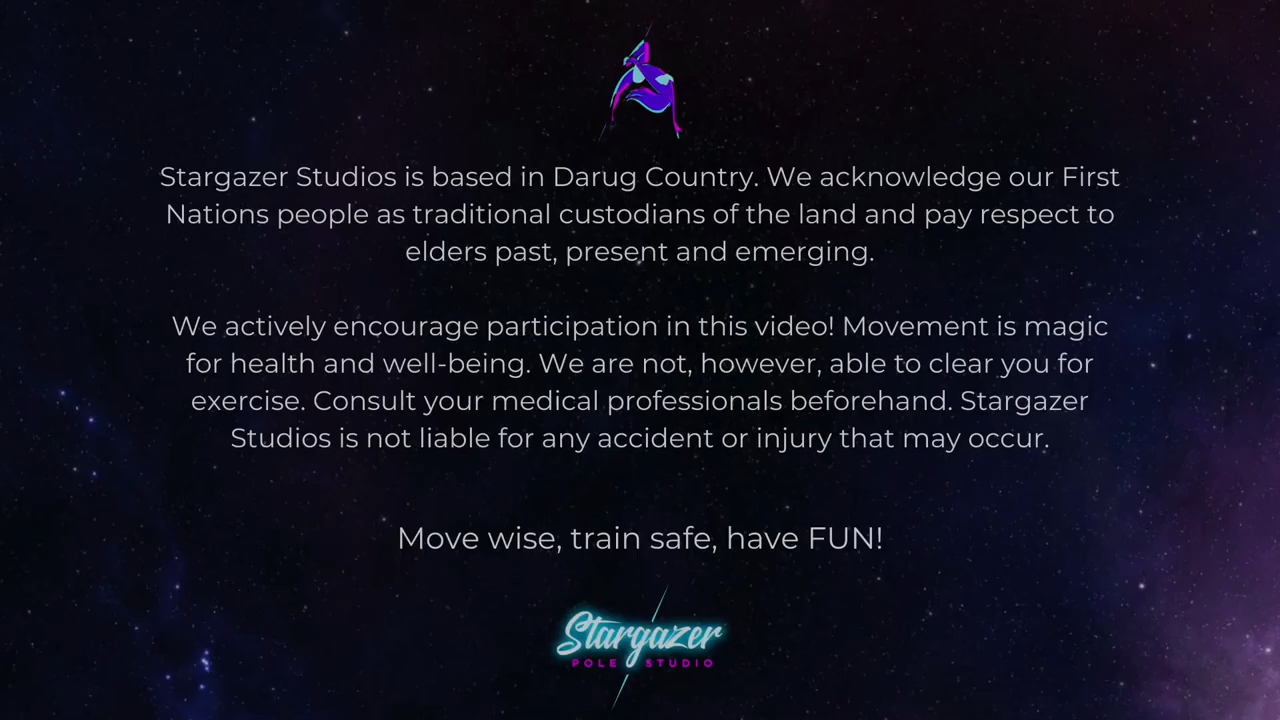 Stargazer Studios is based in Darug Country. We acknowledge our First
Nations people as traditional custodians of the land and pay respect to
elders past, present and emerging.
We actively encourage participation in this video! Movement is magic
for health and well-being. We are not, however, able to clear you for
exercise. Consult your medical professionals beforehand. Stargazer
Studios is not liable for any accident or injury that may occur.
Move wise, train safe, have FUN!
Stargazer
POLE STUDIO